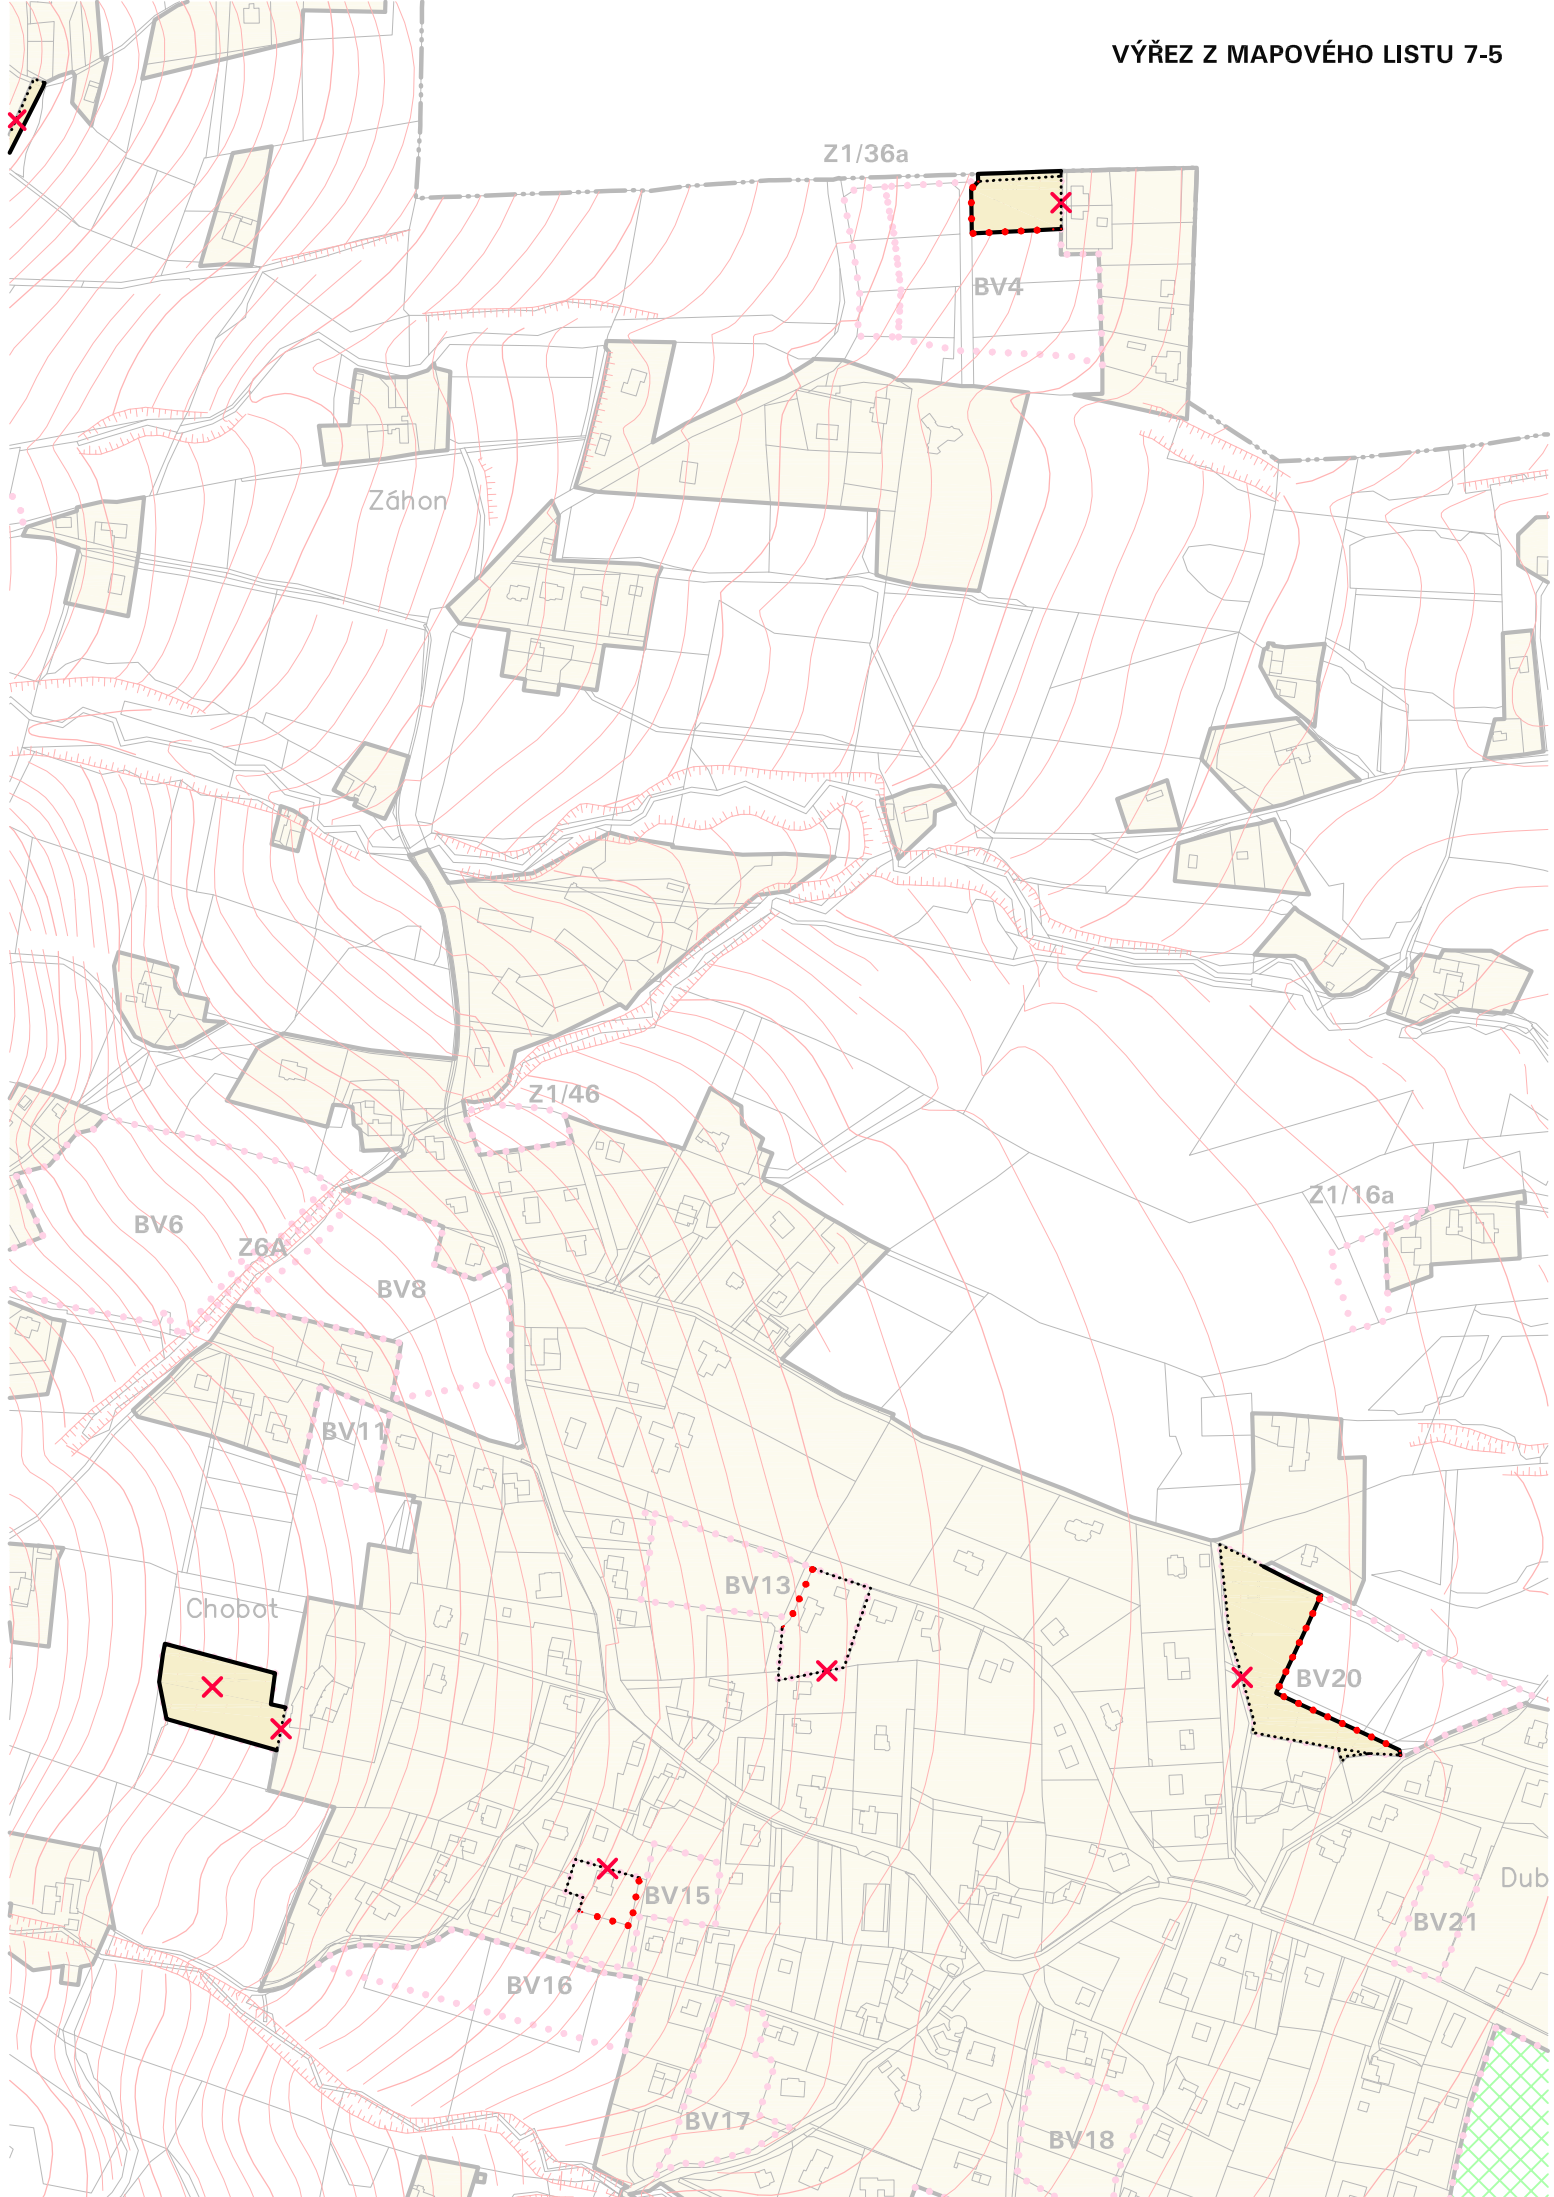 VÝŘEZ Z MAPOVÉHO LISTU 7-5
Z1/36a
BV4
Záhon
Z1/46
Z1/16a
BV6
Z6A
BV8
BV11
BV13
Chobot
BV20
BV15
Dub
BV21
BV16
BV17
BV18